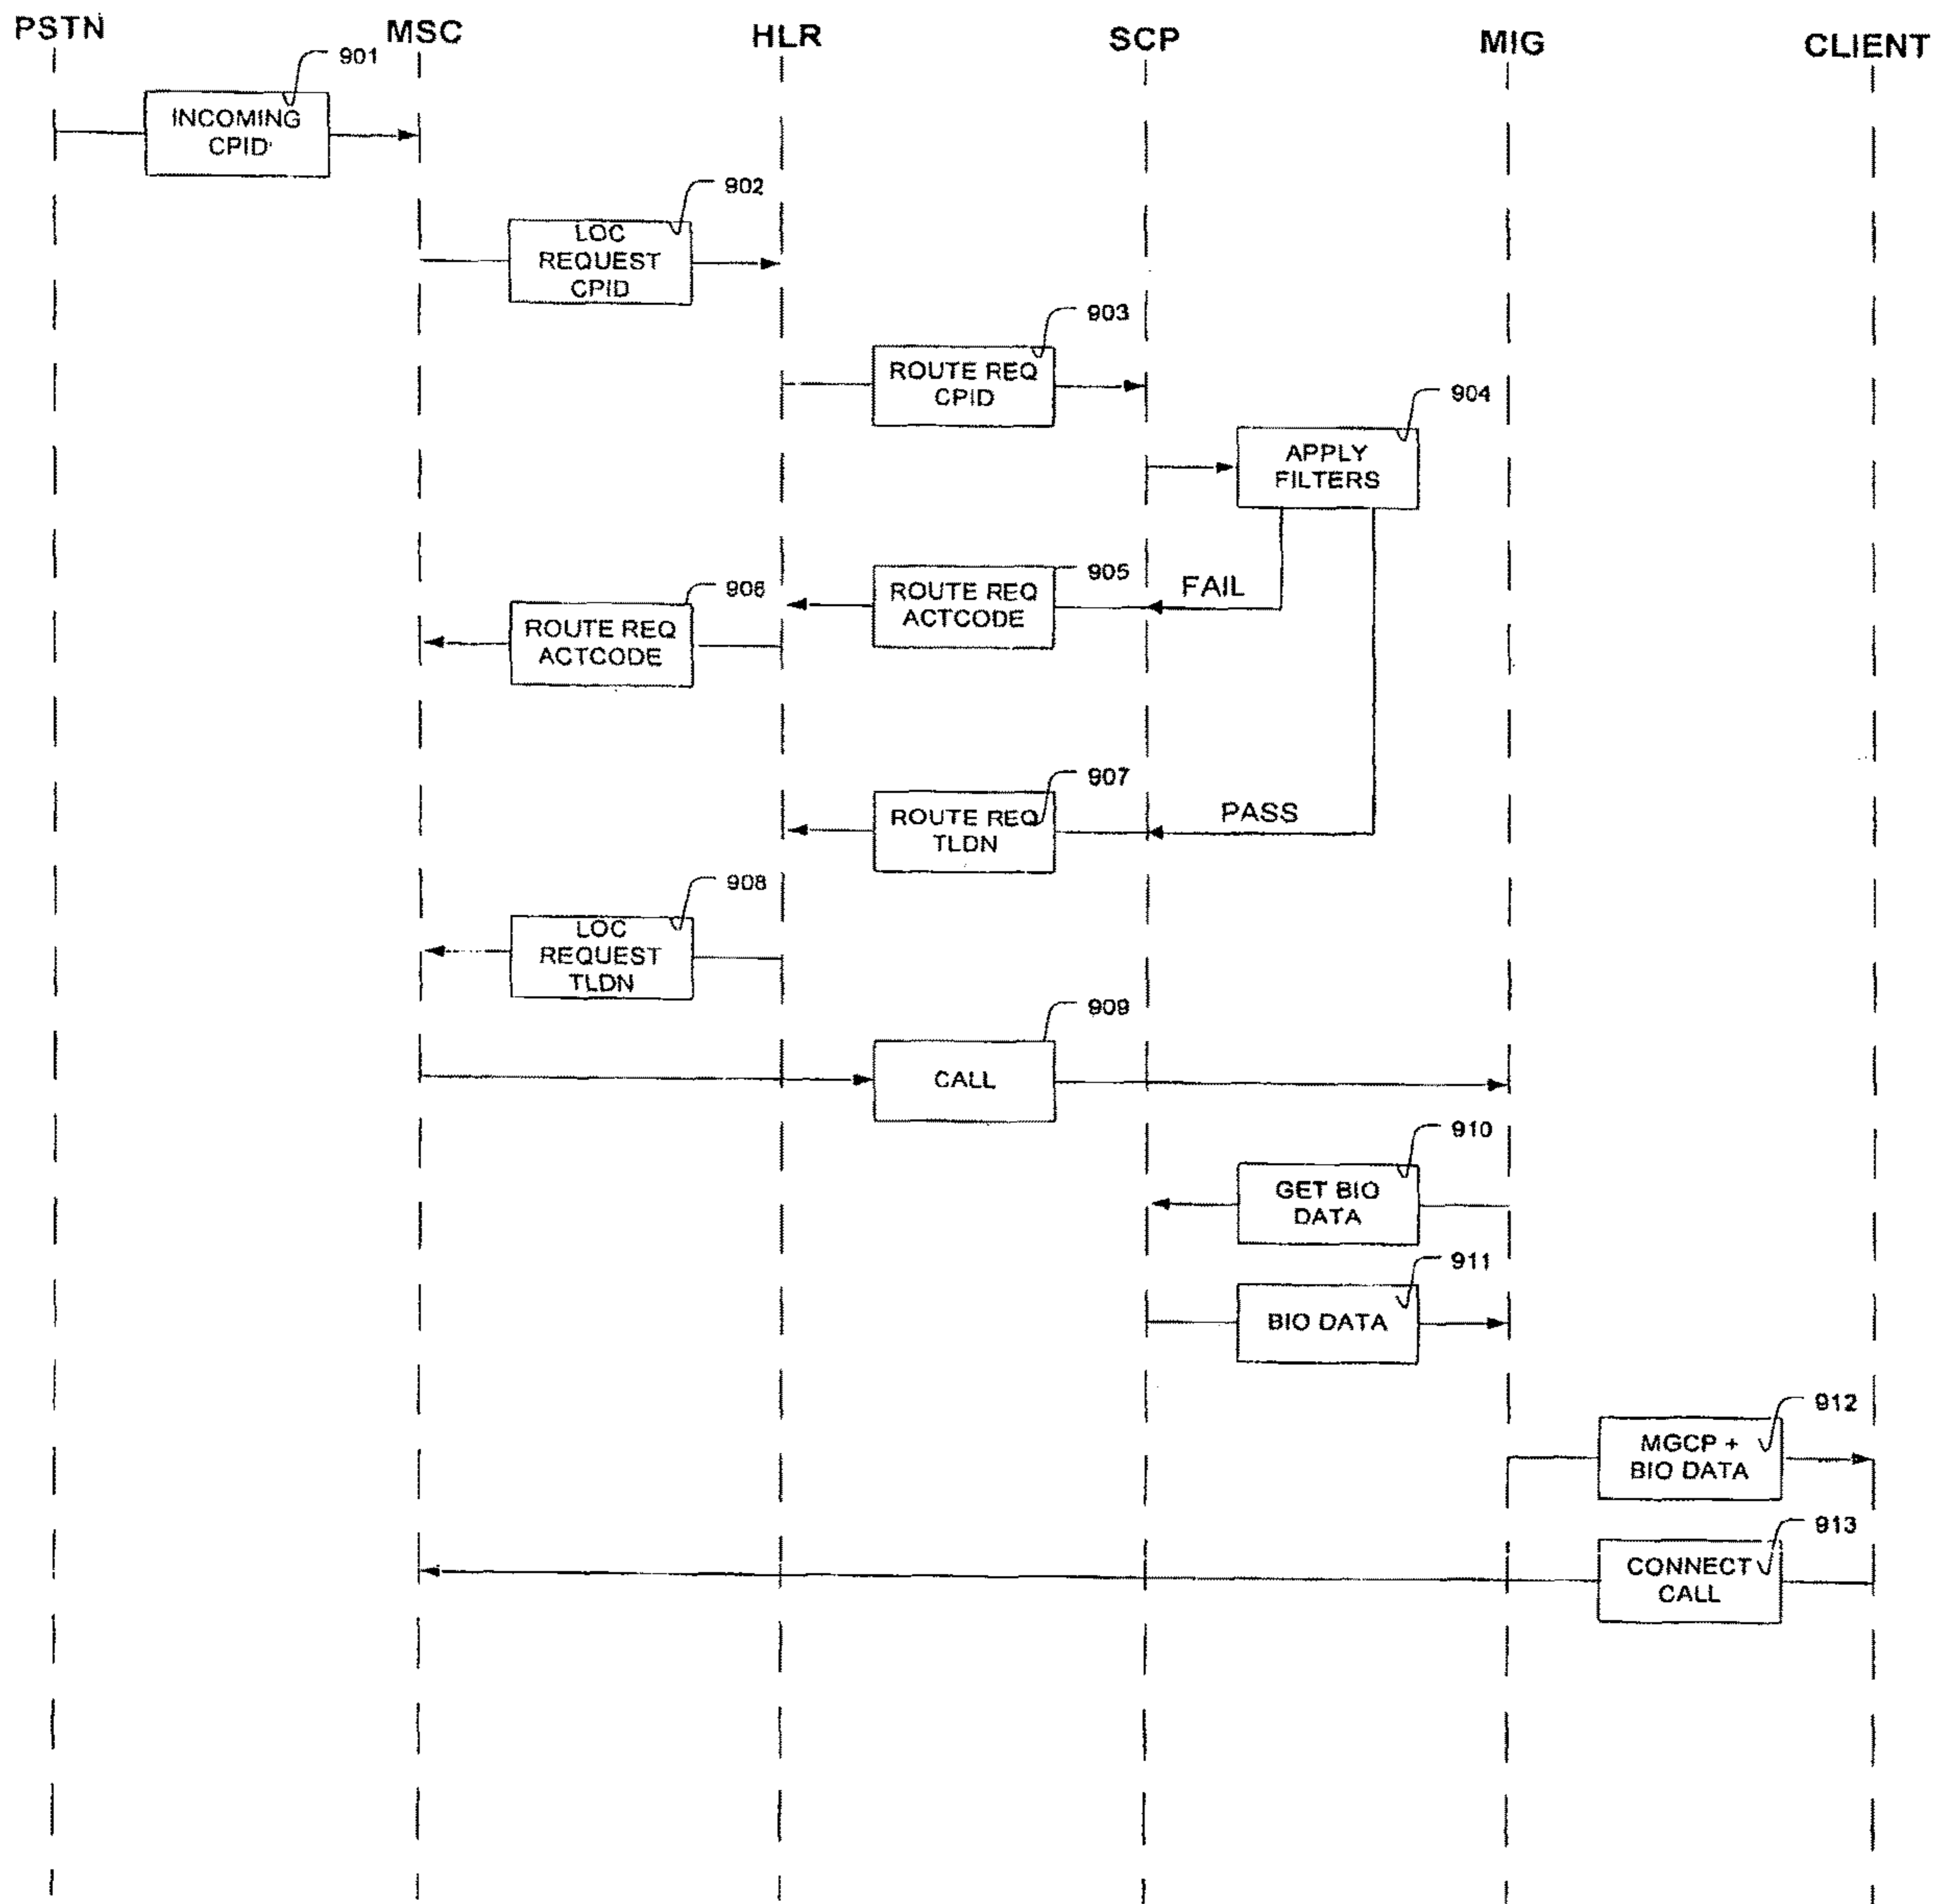 PSTN MSC HLR SCP MIG CLIENT
901
INCOMING
CPID
902
LOC
REQUEST
CPID
903
ROUTE REQ
CPID
904
APPLY
FILTERS
905
ROUTE REQ
ACTCODE
FAIL
906
ROUTE REQ
ACTCODE
907
ROUTE REQ
TLDN
PASS
908
LOC
REQUEST
TLDN
909
CALL
910
GET BIO
DATA
911
BIO DATA
912
MGCP +
BIO DATA
913
CONNECT
CALL